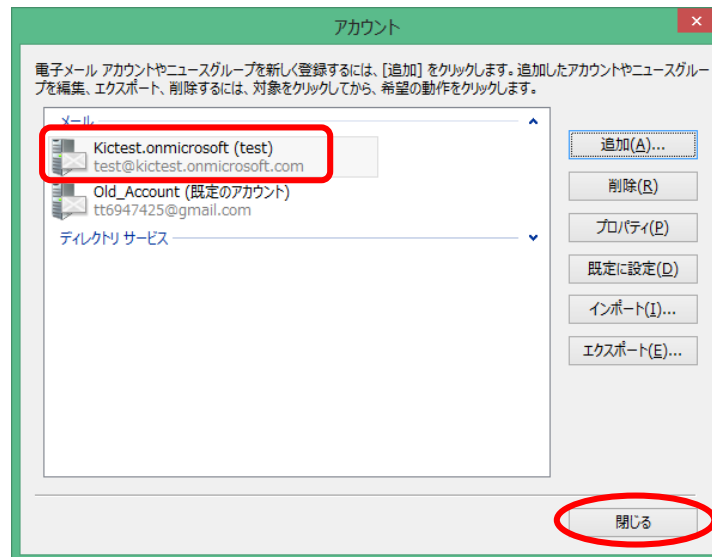 アカウント
電子メール アカウントやニュースグループを新しく登録するには、[追加] をクリックします。追加したアカウントやニュースグルー
プを編集、エクスポート、削除するには、対象をクリックしてから、希望の動作をクリックします。
メール
Kictest.onmicrosoft (test)
test@kictest.onmicrosoft.com
Old_Account (既定のアカウント)
tt6947425@gmail.com
ディレクトリ サービス
追加(A)...
削除(R)
プロパティ(P)
既定に設定(D)
インポート(I)...
エクスポート(E)...
閉じる